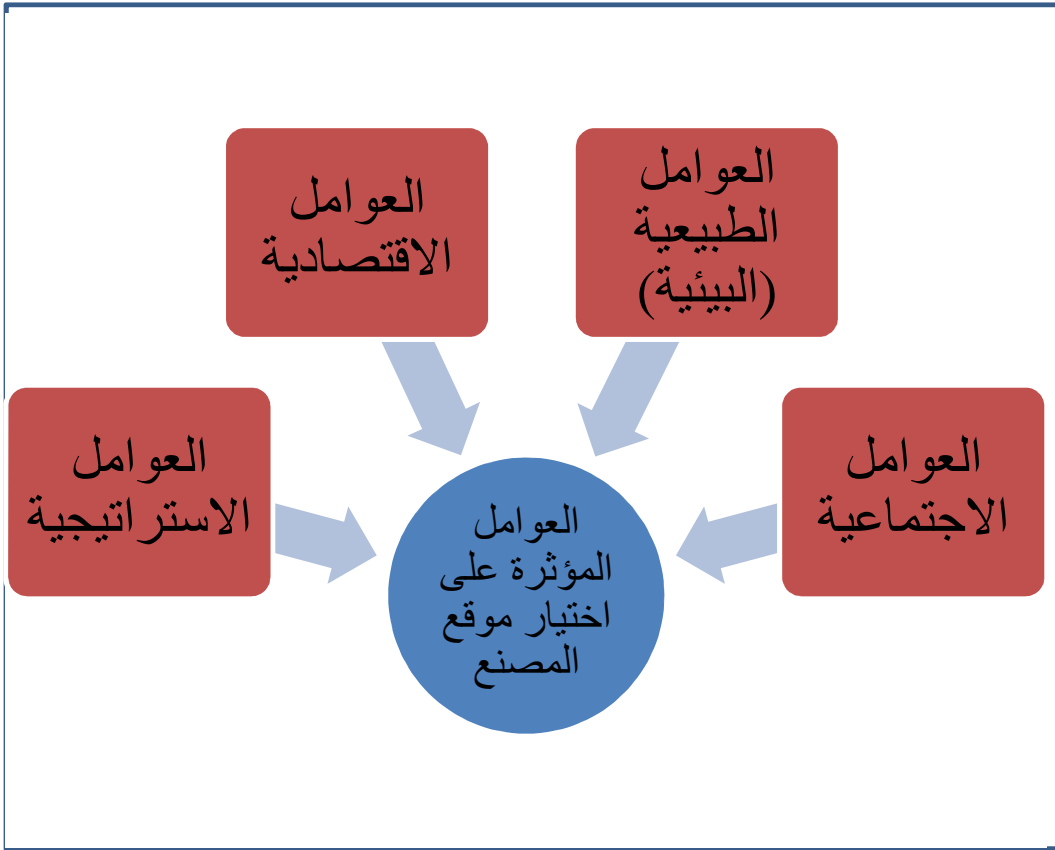 العوامل
الطبيعية
(البيئية)
العوامل
الاقتصادية
العوامل
الاجتماعية
العوامل
الاستراتيجية
العوامل
المؤثرة على
اختيار موقع
المصنع